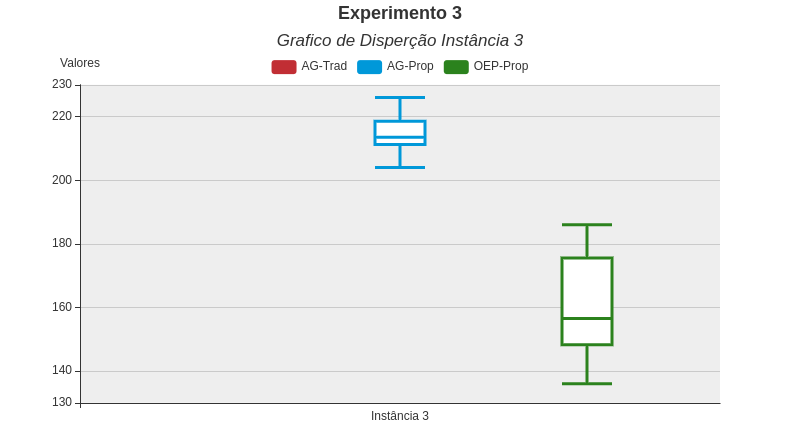 Experimento 3
Grafico de Disperção Instância 3
Valores
AG-Trad AG-Prop OEP-Prop
230
220
200
180
160
140
130
Instância 3